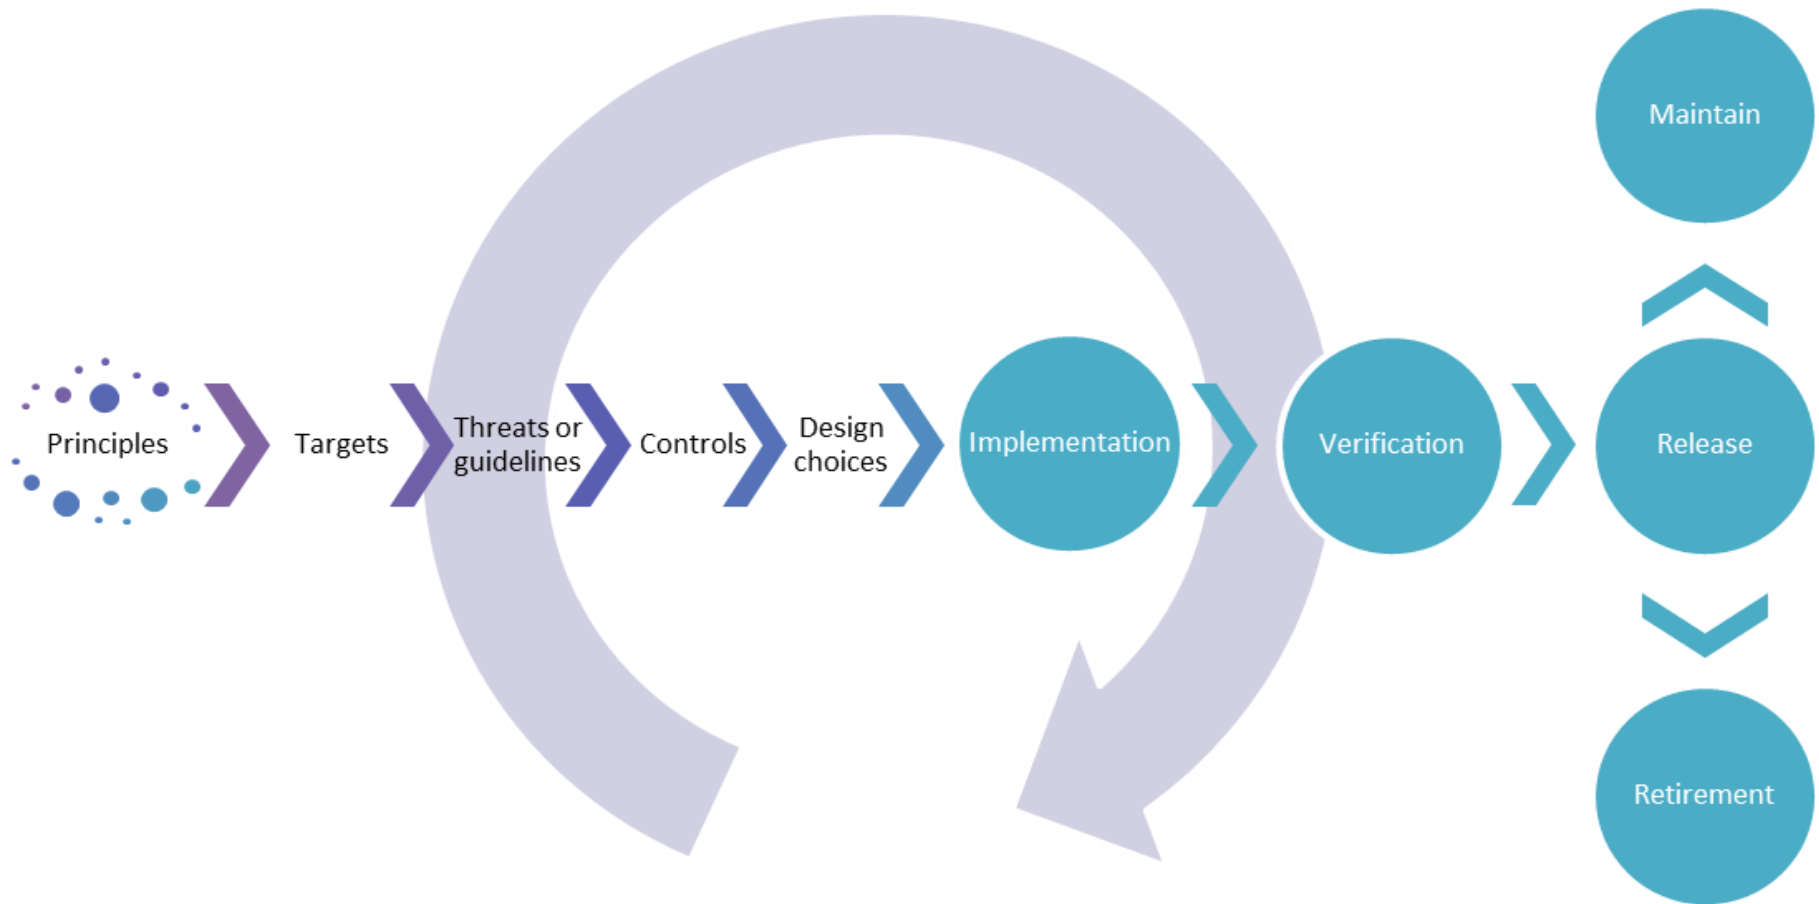 Principles
Targets
Threats or
guidelines
Controls
Design
choices
Implementation
Verification
Maintain
Release
Retirement